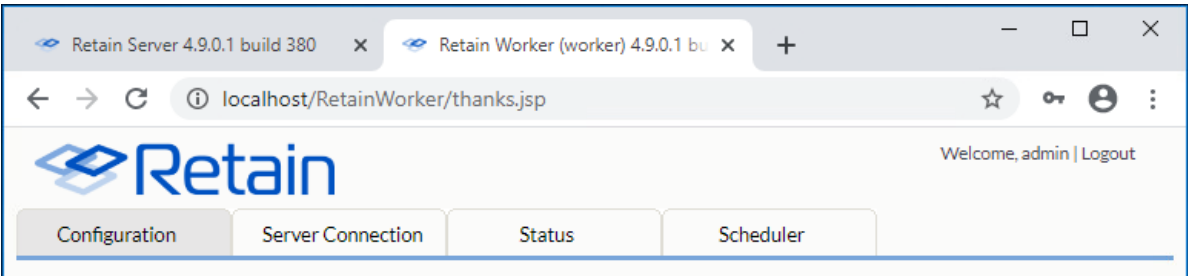 Retain Server 4.9.0.1 build 380
Retain Worker (worker) 4.9.0.1 bu
localhost/RetainWorker/thanks.jsp
Retain
Welcome, admin | Logout
Configuration Server Connection Status Scheduler